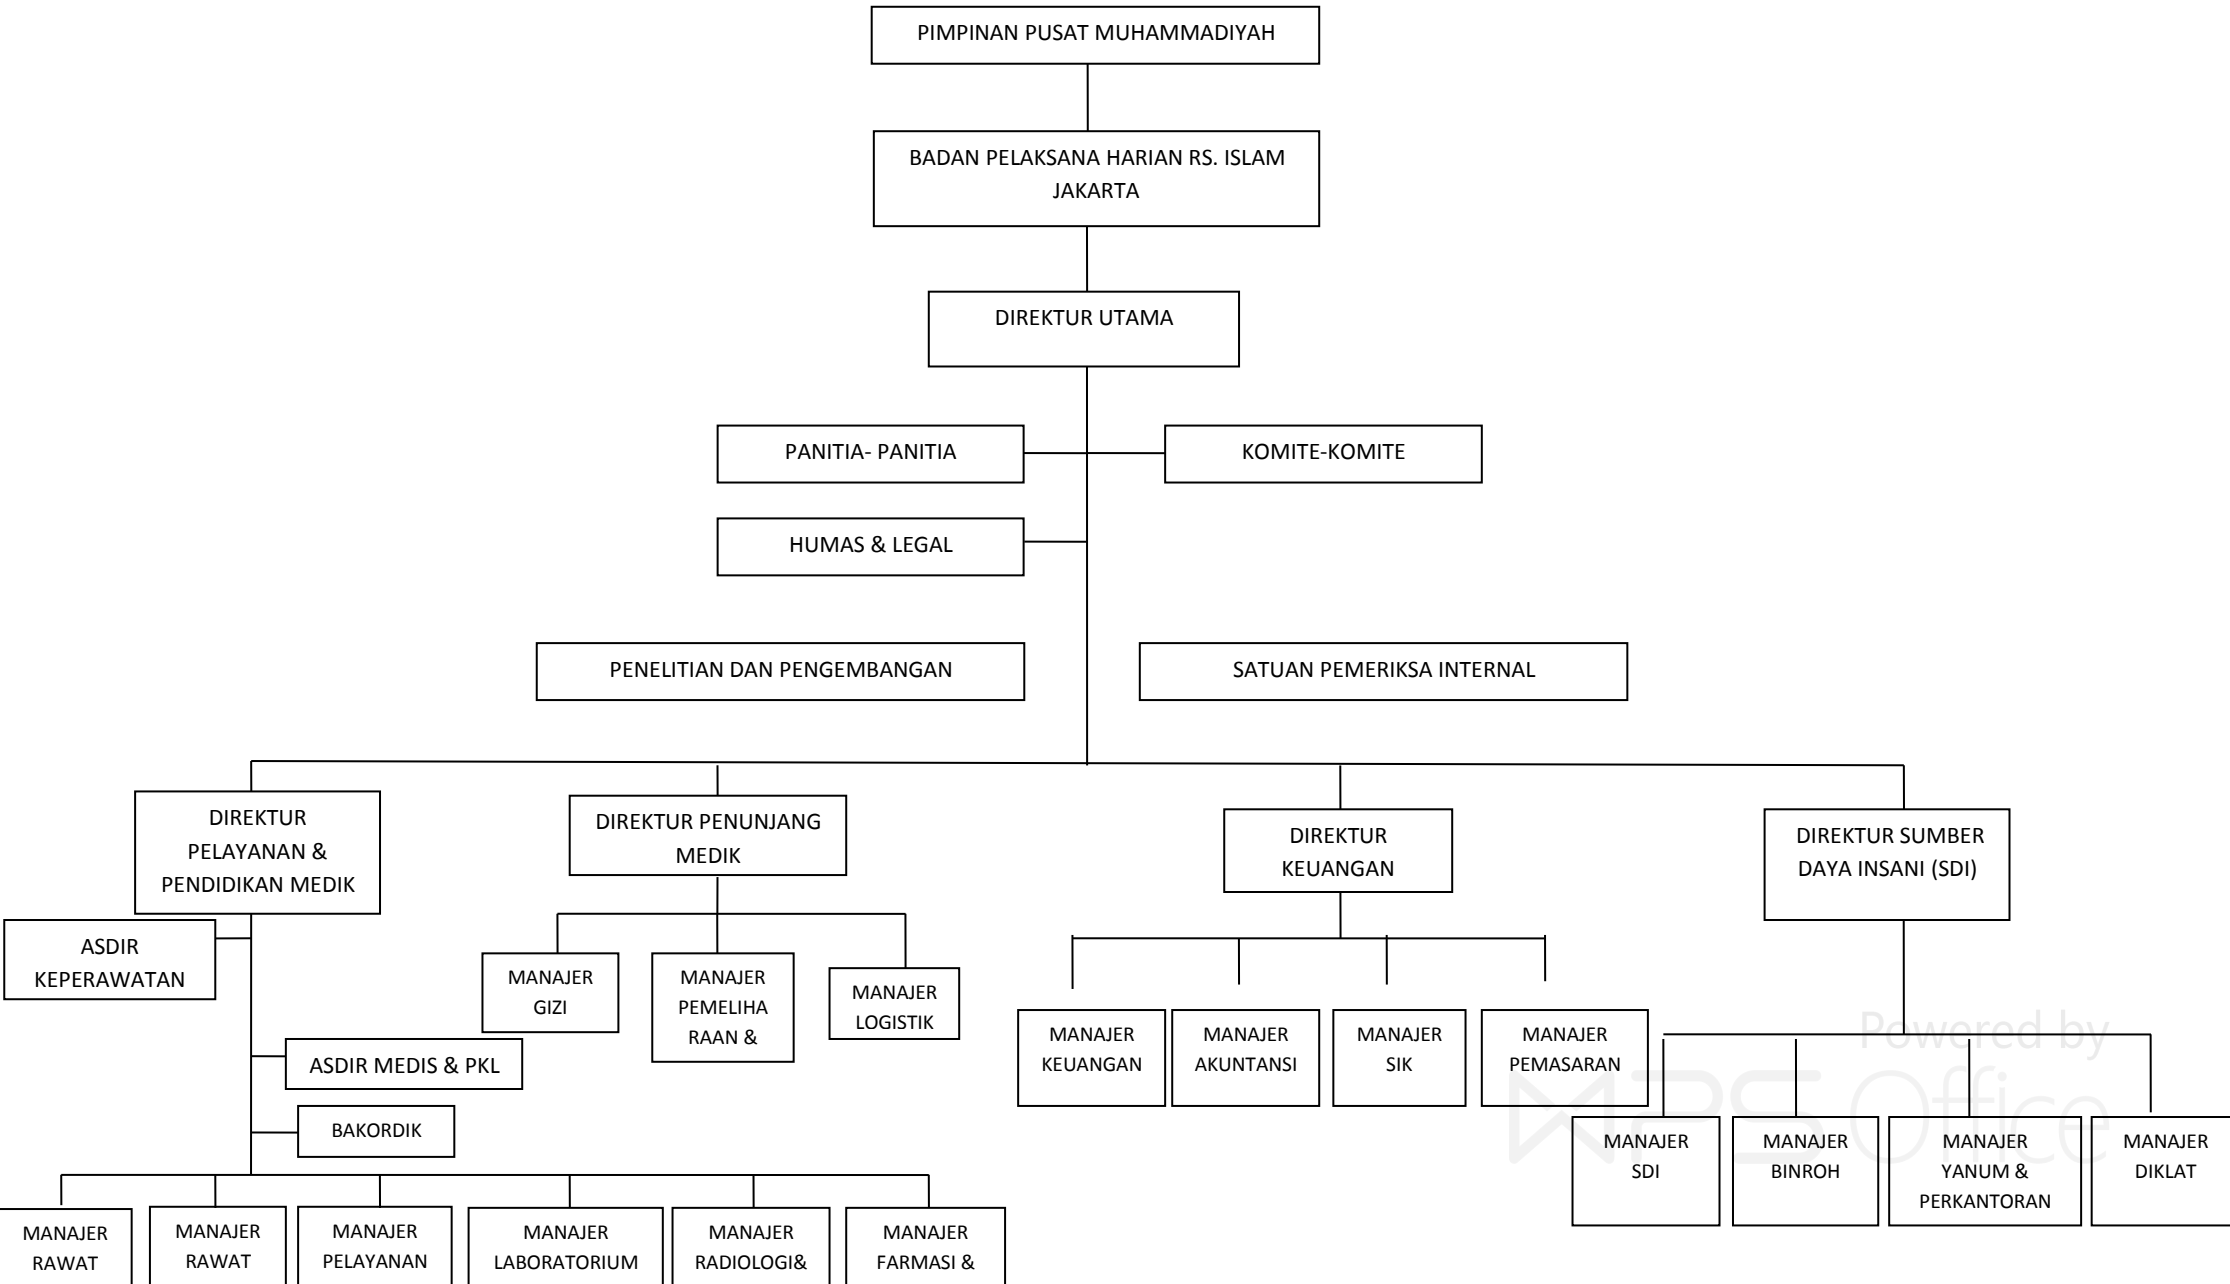 PIMPINAN PUSAT MUHAMMADIYAH
BADAN PELAKSANA HARIAN RS. ISLAM
JAKARTA
DIREKTUR UTAMA
PANITIA- PANITIA
KOMITE-KOMITE
HUMAS & LEGAL
PENELITIAN DAN PENGEMBANGAN
SATUAN PEMERIKSA INTERNAL
DIREKTUR
PELAYANAN &
PENDIDIKAN MEDIK
DIREKTUR PENUNJANG
MEDIK
DIREKTUR
KEUANGAN
DIREKTUR SUMBER
DAYA INSANI (SDI)
ASDIR
KEPERAWATAN
MANAJER
GIZI
MANAJER
PEMELIHA
RAAN &
MANAJER
LOGISTIK
MANAJER
KEUANGAN
MANAJER
AKUNTANSI
MANAJER
SIK
MANAJER
PEMASARAN
ASDIR MEDIS & PKL
BAKORDIK
MANAJER
SDI
MANAJER
BINROH
MANAJER
YANUM &
PERKANTORAN
MANAJER
DIKLAT
MANAJER
RAWAT
MANAJER
RAWAT
MANAJER
PELAYANAN
MANAJER
LABORATORIUM
MANAJER
RADIOLOGI&
MANAJER
FARMASI &
Powered by
WPS Office